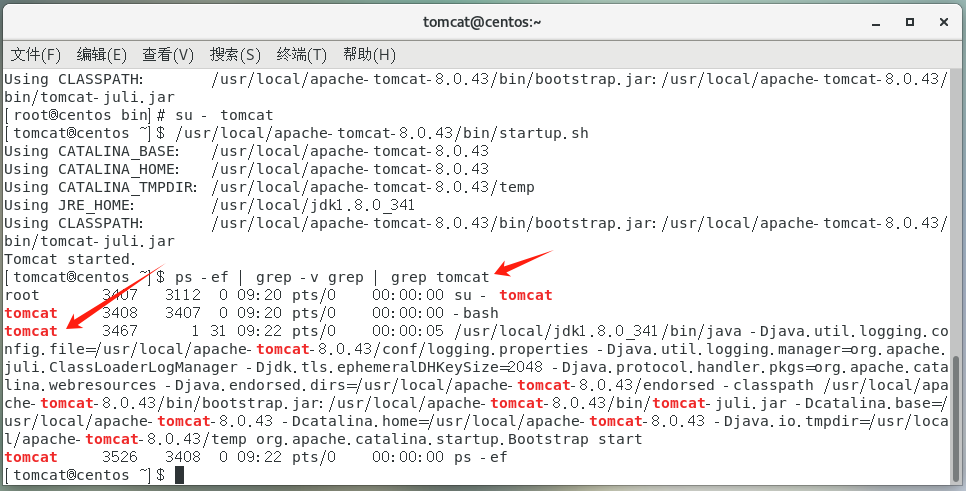 tomcat@centos:~
文件(F) 编辑(E) 查看(V) 搜索(S) 终端(T) 帮助(H)
Using CLASSPATH: /usr/local/apache-tomcat-8.0.43/bin/bootstrap.jar:/usr/local/apache-tomcat-8.0.43/
bin/tomcat-juli.jar
[root@centos bin]# su - tomcat
[tomcat@centos ~]$ /usr/local/apache-tomcat-8.0.43/bin/startup.sh
Using CATALINA_BASE: /usr/local/apache-tomcat-8.0.43
Using CATALINA_HOME: /usr/local/apache-tomcat-8.0.43
Using CATALINA_TMPDIR: /usr/local/apache-tomcat-8.0.43/temp
Using JRE_HOME: /usr/local/jdk1.8.0_341
Using CLASSPATH: /usr/local/apache-tomcat-8.0.43/bin/bootstrap.jar:/usr/local/apache-tomcat-8.0.43/
bin/tomcat-juli.jar
Tomcat started.
[tomcat@centos ~]$ ps -ef | grep -v grep | grep tomcat
root 3407 3112 0 09:20 pts/0 00:00:00 su - tomcat
tomcat 3408 3407 0 09:20 pts/0 00:00:00 -bash
tomcat 3467 1 31 09:22 pts/0 00:00:05 /usr/local/jdk1.8.0_341/bin/java -Djava.util.logging.co
nfig.file=/usr/local/apache-tomcat-8.0.43/conf/logging.properties -Djava.util.logging.manager=org.apache.
juli.ClassLoaderLogManager -Djdk.tls.ephemeralDHKeySize=2048 -Djava.protocol.handler.pkgs=org.apache.cata
lina.webresources -Djava.endorsed.dirs=/usr/local/apache-tomcat-8.0.43/endorsed -classpath /usr/local/apa
che-tomcat-8.0.43/bin/bootstrap.jar:/usr/local/apache-tomcat-8.0.43/bin/tomcat-juli.jar -Dcatalina.base=/
usr/local/apache-tomcat-8.0.43 -Dcatalina.home=/usr/local/apache-tomcat-8.0.43 -Djava.io.tmpdir=/usr/loca
l/apache-tomcat-8.0.43/temp org.apache.catalina.startup.Bootstrap start
tomcat 3526 3408 0 09:22 pts/0 00:00:00 ps -ef
[tomcat@centos ~]$